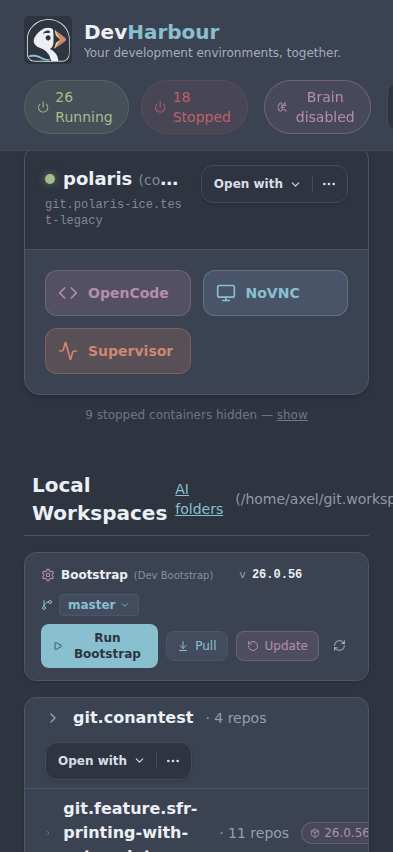 DevHarbour
Your development environments, together.
26
Running
18
Stopped
Brain
disabled
polaris (co…
Open with
git.polaris-ice.tes
t-legacy
OpenCode
NoVNC
Supervisor
9 stopped containers hidden — show
Local
Workspaces
AI
folders
(/home/axel/git.worksp
Bootstrap (Dev Bootstrap) v 26.0.56
master
Run
Bootstrap
Pull
Update
git.conantest · 4 repos
Open with
git.feature.sfr-
printing-with-
· 11 repos
26.0.56